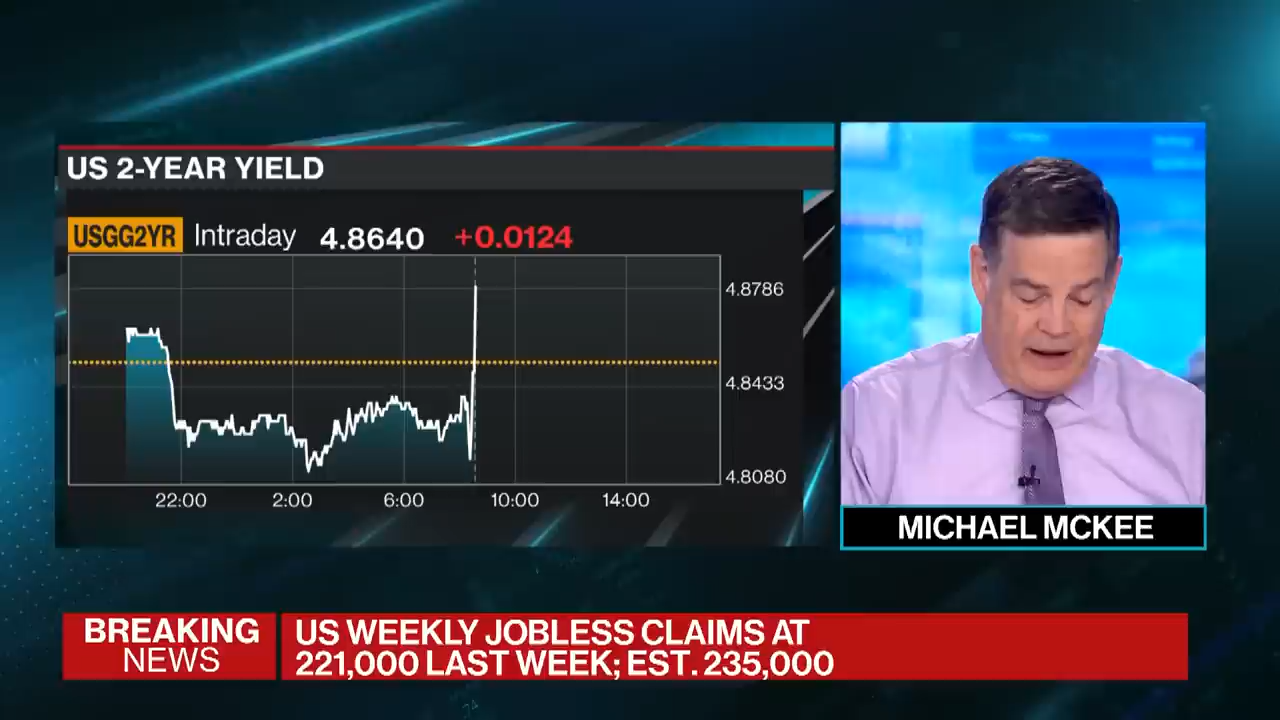 US 2-YEAR YIELD
USGG2YR Intraday 4.8640 +0.0124
4.8786
4.8433
4.8080
22:00 2:00 6:00 10:00 14:00
MICHAEL MCKEE
BREAKING
NEWS
US WEEKLY JOBLESS CLAIMS AT
221,000 LAST WEEK; EST. 235,000